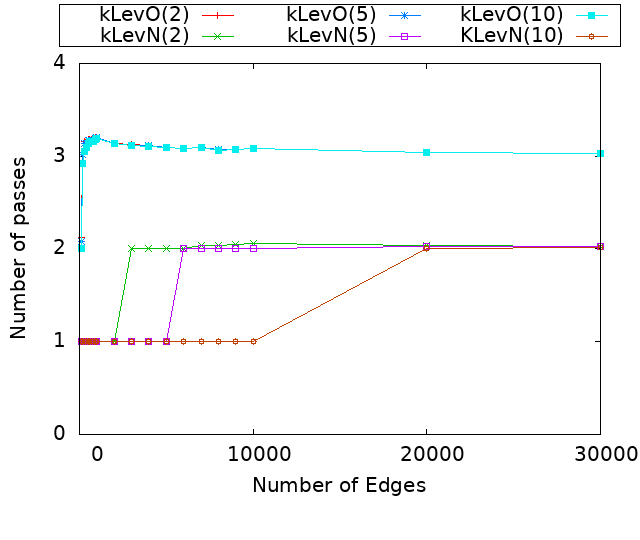 kLevO(2) kLevO(5) kLevO(10)
kLevN(2) kLevN(5) KLevN(10)
4
3
2
1
0
Number of passes
0 10000 20000 30000
Number of Edges